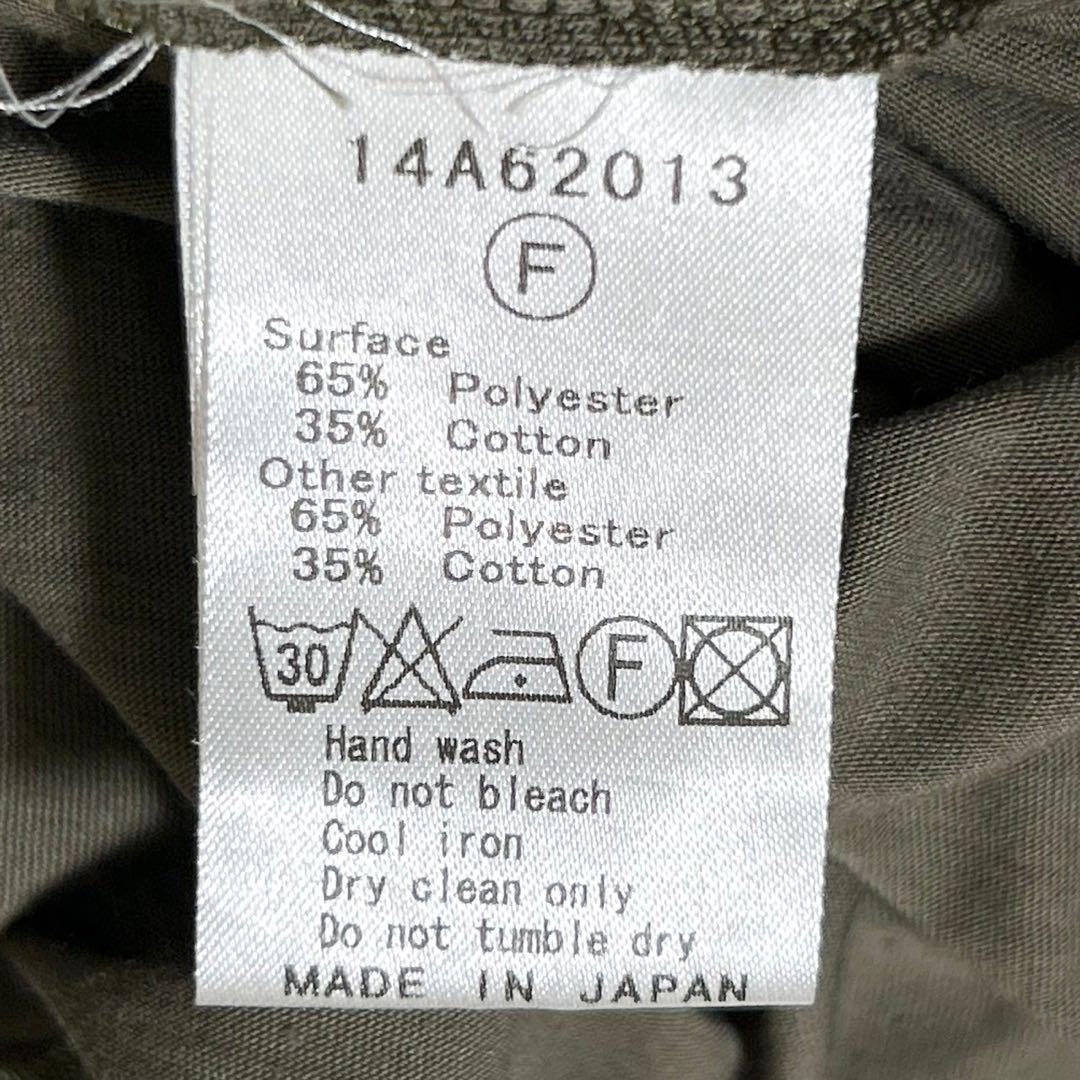 14A62013
F
Surface
65% Polyester
35% Cotton
Other textile
65% Polyester
35% Cotton
30 F
Hand wash
Do not bleach
Cool iron
Dry clean only
Do not tumble dry
MADE IN JAPAN